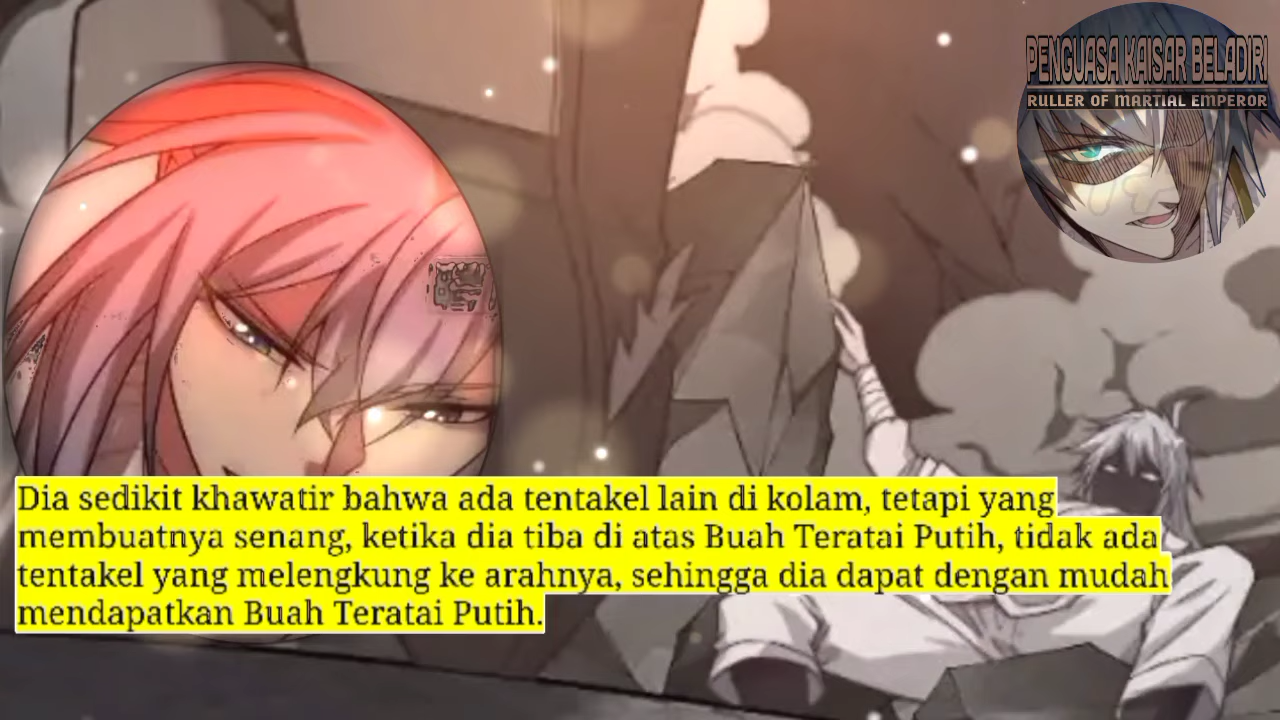 PENGUASA KAISAR BELADIRI
RULLER OF MARTIAL EMPEROR
Dia sedikit khawatir bahwa ada tentakel lain di kolam, tetapi yang
membuatnya senang, ketika dia tiba di atas Buah Teratai Putih, tidak ada
tentakel yang melengkung ke arahnya, sehingga dia dapat dengan mudah
mendapatkan Buah Teratai Putih.